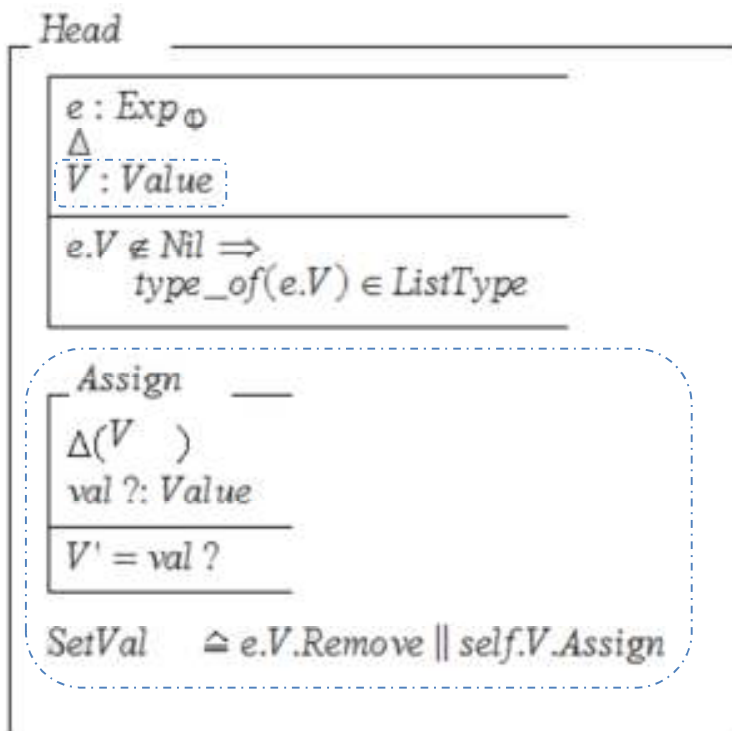 Head
e : Exp ©
Δ
V : Value
e.V ∉ Nil ⟹
type_of(e.V) ∈ ListType
Assign
Δ(V )
val ?: Value
V' = val ?
SetVal ≙ e.V.Remove || self.V.Assign